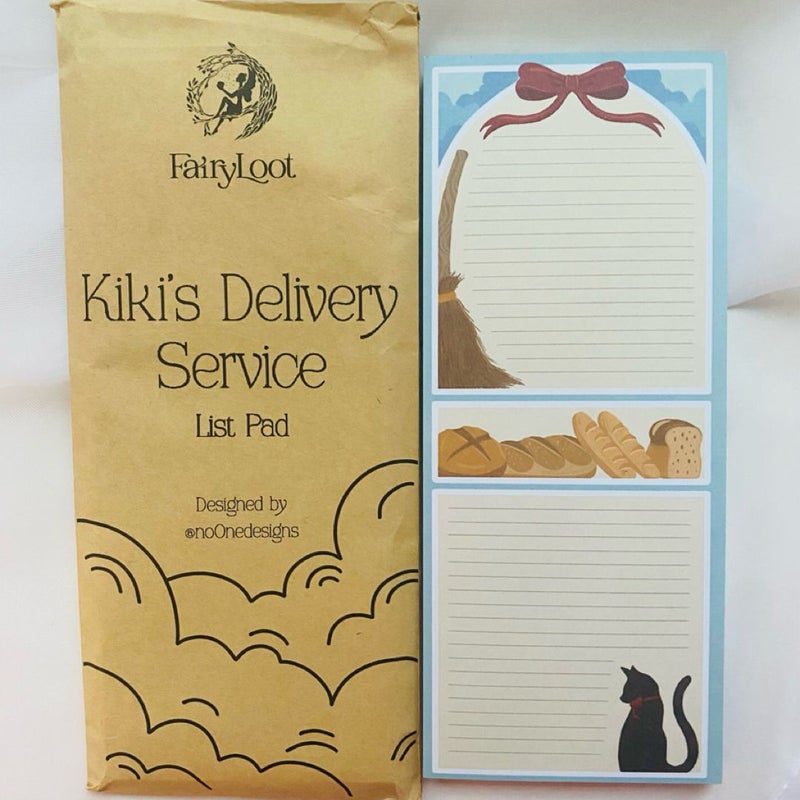 FairyLoot
Kiki's Delivery
Service
List Pad
Designed by
@noOnedesigns